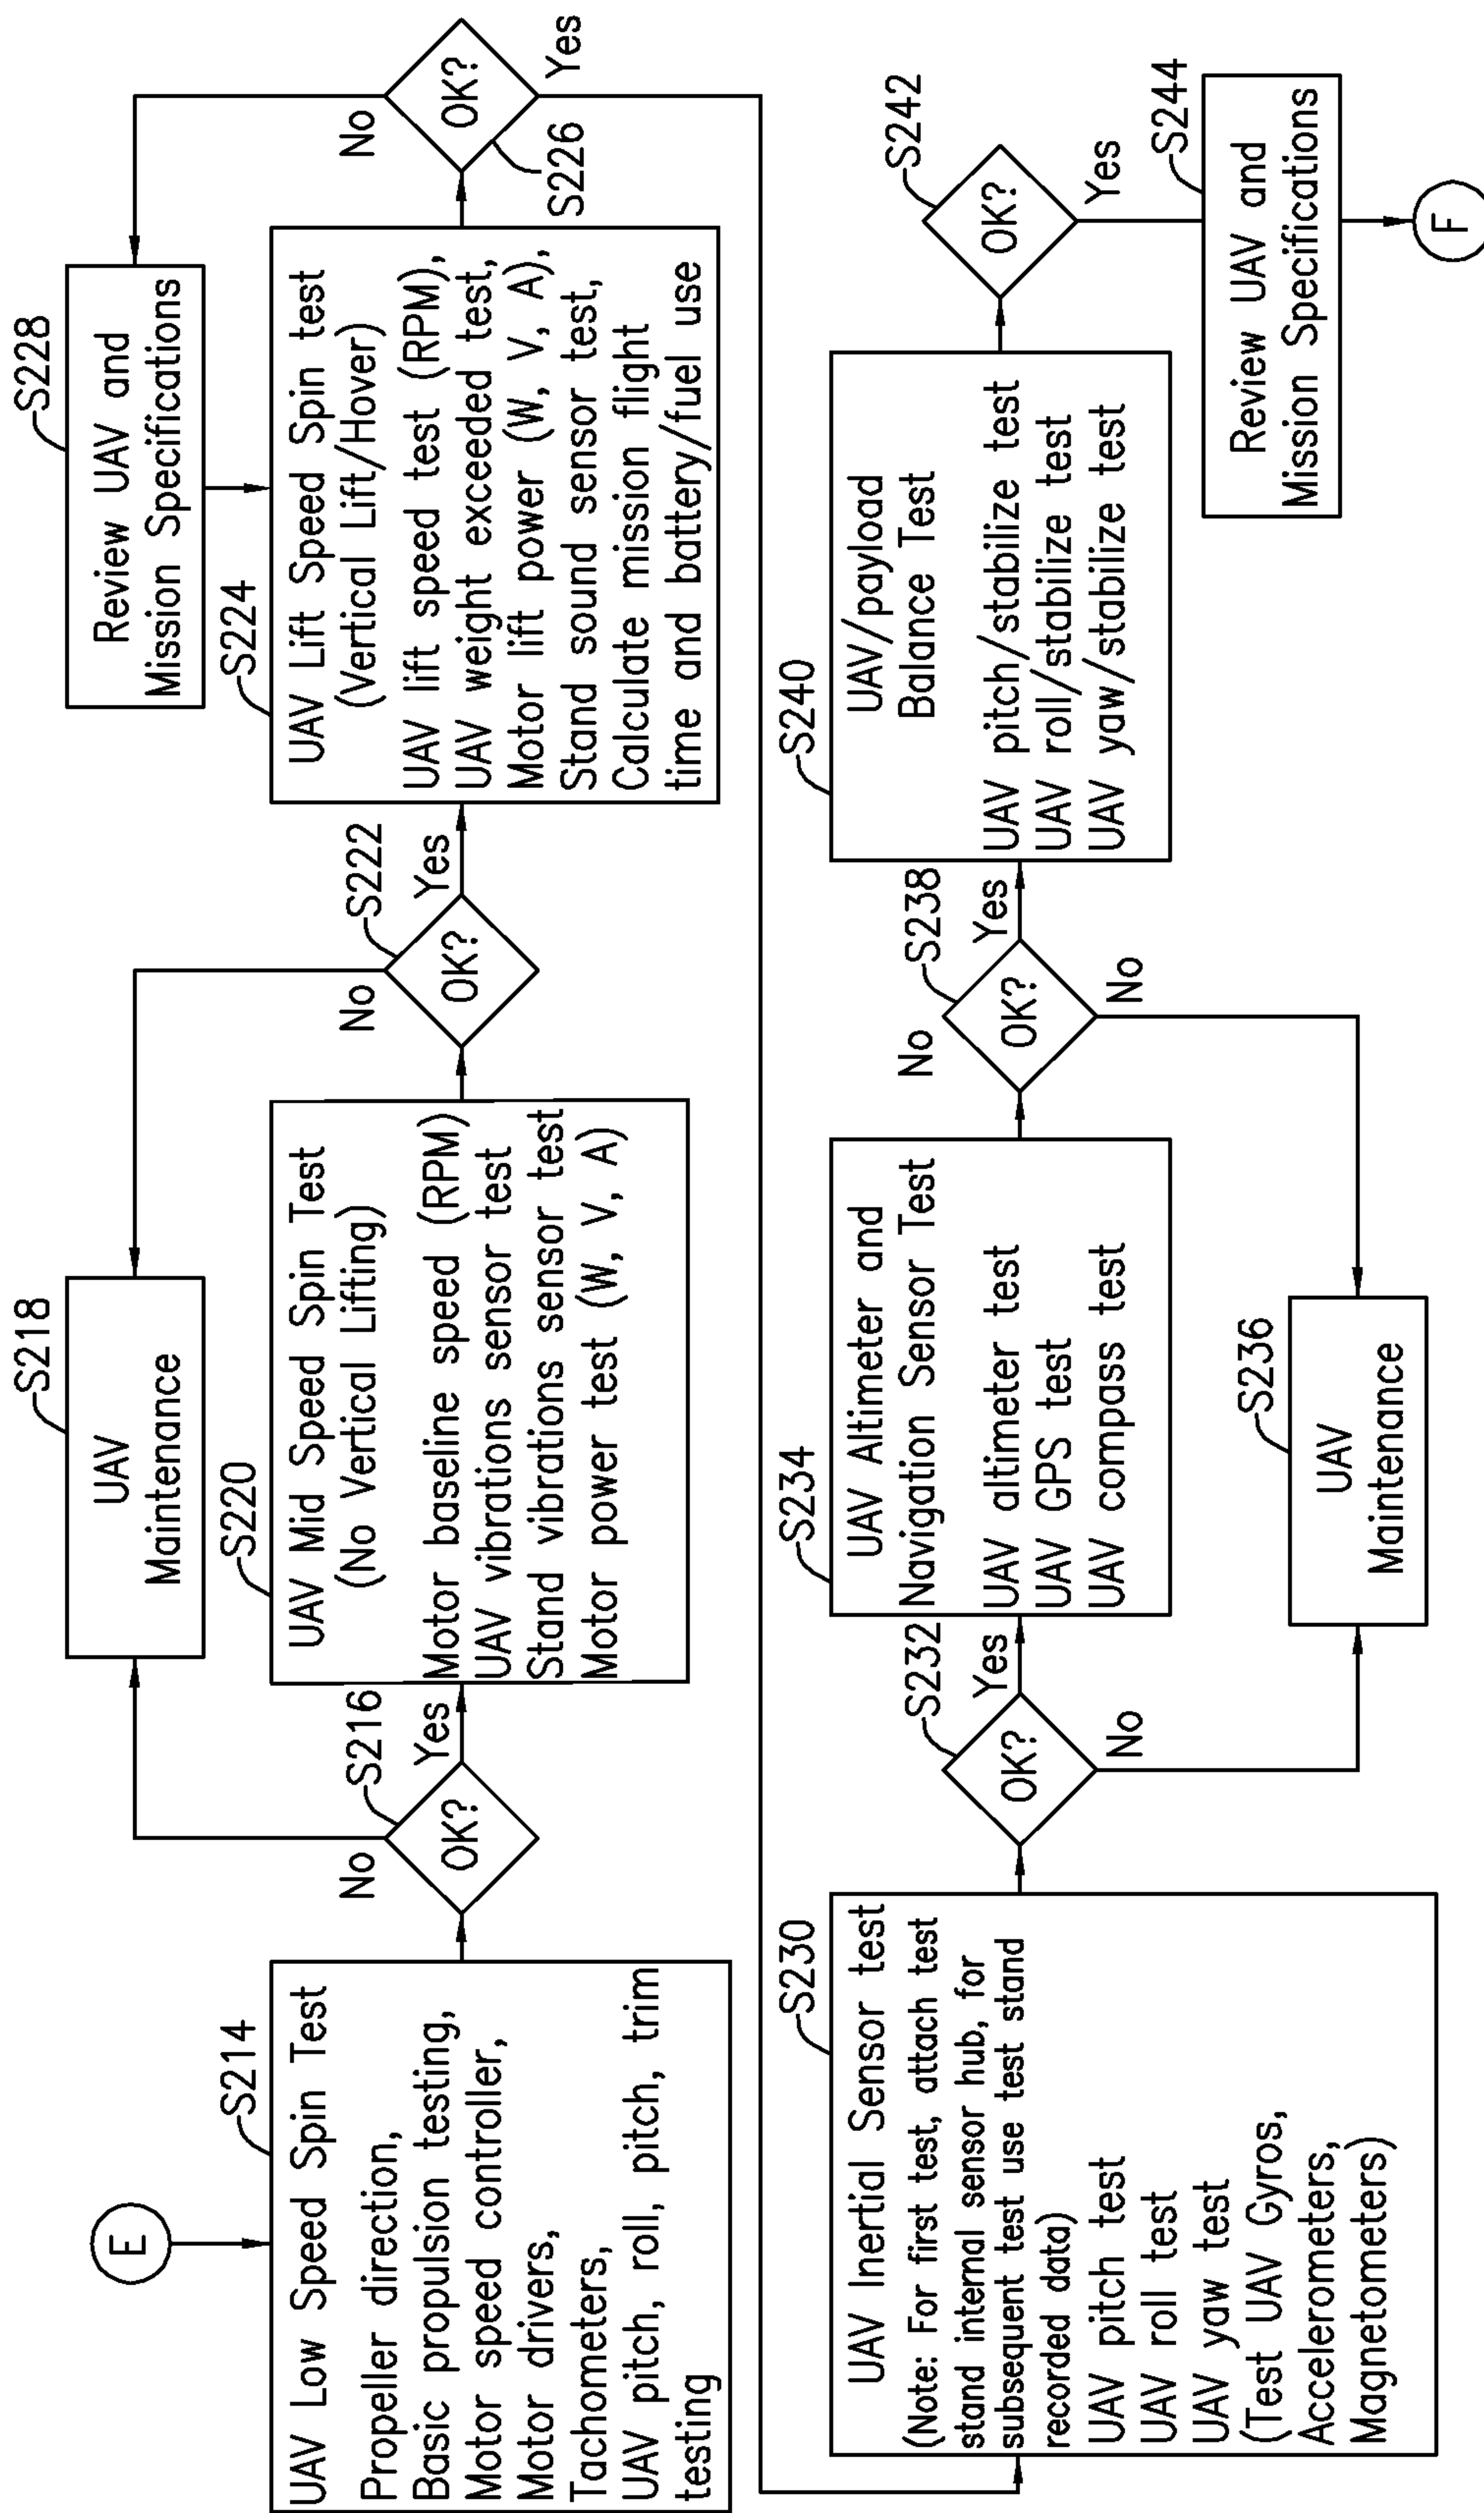 E
S214
UAV Low Speed Spin Test
Propeller direction,
Basic propulsion testing,
Motor speed controller,
Motor drivers,
Tachometers,
UAV pitch, roll, pitch, trim
testing
S216
OK?
No
Yes
S218
UAV
Maintenance
S220
UAV Mid Speed Spin Test
(No Vertical Lifting)
Motor baseline speed (RPM)
UAV vibrations sensor test
Stand vibrations sensor test
Motor power test (W, V, A)
S222
OK?
No
Yes
S228
Review UAV and
Mission Specifications
S224
UAV Lift Speed Spin test
(Vertical Lift/Hover)
UAV lift speed test (RPM),
UAV weight exceeded test,
Motor lift power (W, V, A),
Stand sound sensor test,
Calculate mission flight
time and battery/fuel use
No
OK?
S226
Yes
S230
UAV Inertial Sensor test
(Note: For first test, attach test
stand internal sensor hub, for
subsequent test use test stand
recorded data)
UAV pitch test
UAV roll test
UAV yaw test
(Test UAV Gyros,
Accelerometers,
Magnetometers)
S232
OK?
Yes
No
S234
UAV Altimeter and
Navigation Sensor Test
UAV altimeter test
UAV GPS test
UAV compass test
S236
UAV
Maintenance
S238
No
OK?
Yes
No
S240
UAV/payload
Balance Test
UAV pitch/stabilize test
UAV roll/stabilize test
UAV yaw/stabilize test
S242
OK?
Yes
S244
Review UAV and
Mission Specifications
F